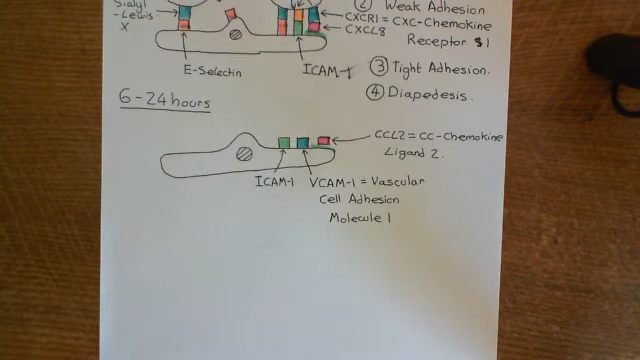 Sialyl
-Lewis
X
E-Selectin
ICAM-1
② Weak Adhesion
CXCR1 = CXC-Chemokine
Receptor 1
CXCL8
③ Tight Adhesion.
④ Diapedesis.
6-24 hours
CCL2 = CC-Chemokine
Ligand 2.
ICAM-1
VCAM-1 = Vascular
Cell Adhesion
Molecule 1